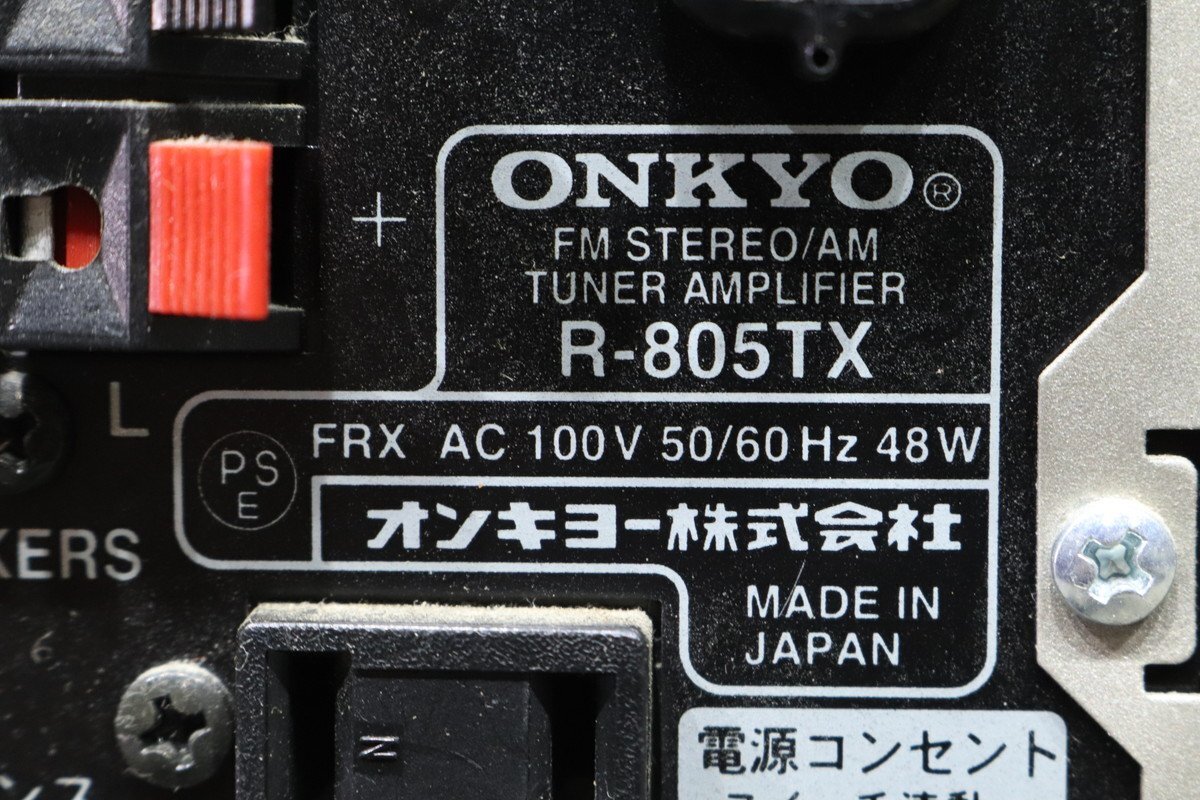 ONKYO®
FM STEREO/AM
TUNER AMPLIFIER
R-805TX
+
L
PS
E
FRX AC 100V 50/60Hz 48W
オンキヨー株式会社
KERS
MADE IN
JAPAN
6
N
電源コンセント